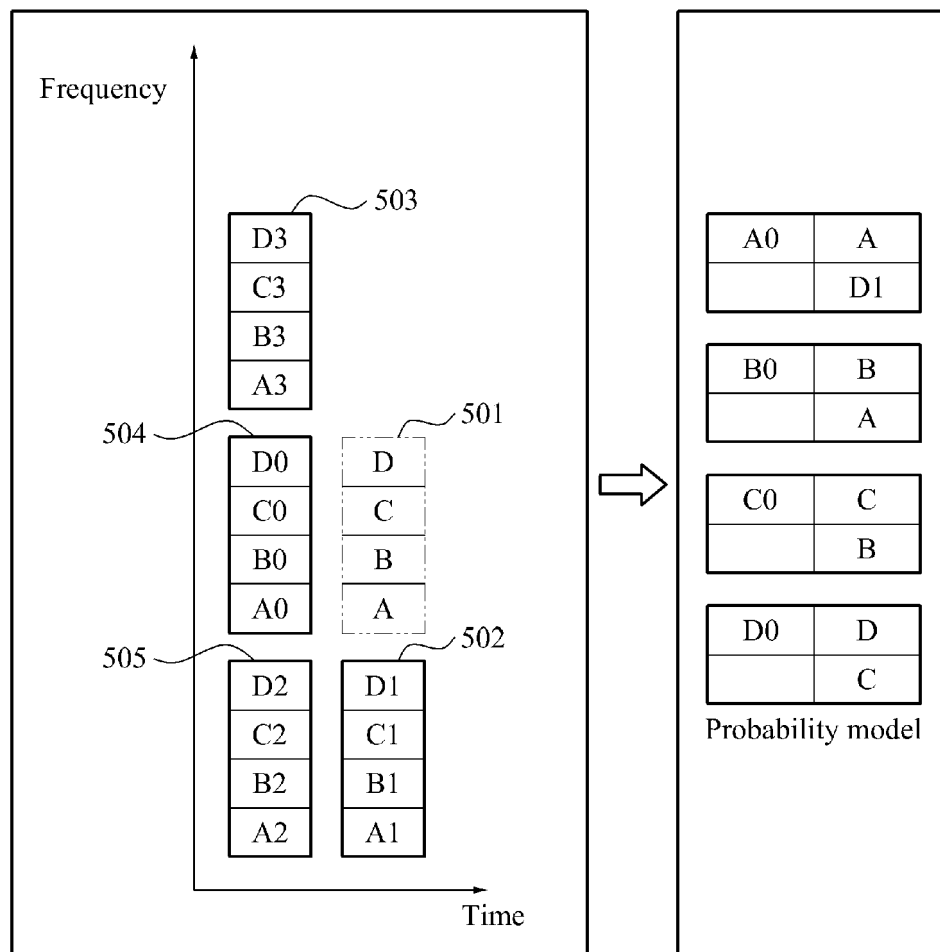 Frequency
503
D3
C3
B3
A3
504
D0
C0
B0
A0
501
D
C
B
A
505
D2
C2
B2
A2
502
D1
C1
B1
A1
Time
A0 A
D1
B0 B
A
C0 C
B
D0 D
C
Probability model